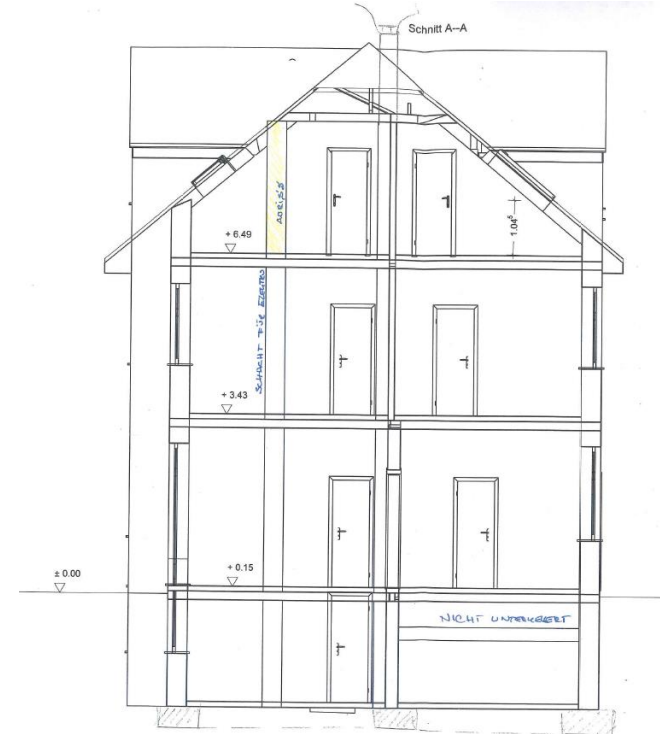 Schnitt A--A
ABRISS
+ 6.49
1.04⁵
SCHACHT FÜR ELEKTRO
+ 3.43
± 0.00
+ 0.15
NICHT UNTERKELLERT